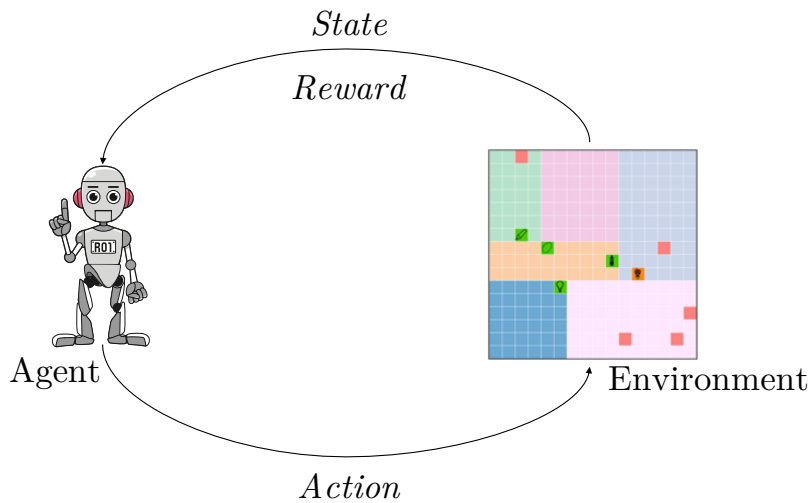 State
Reward
R01
Agent
Environment
Action